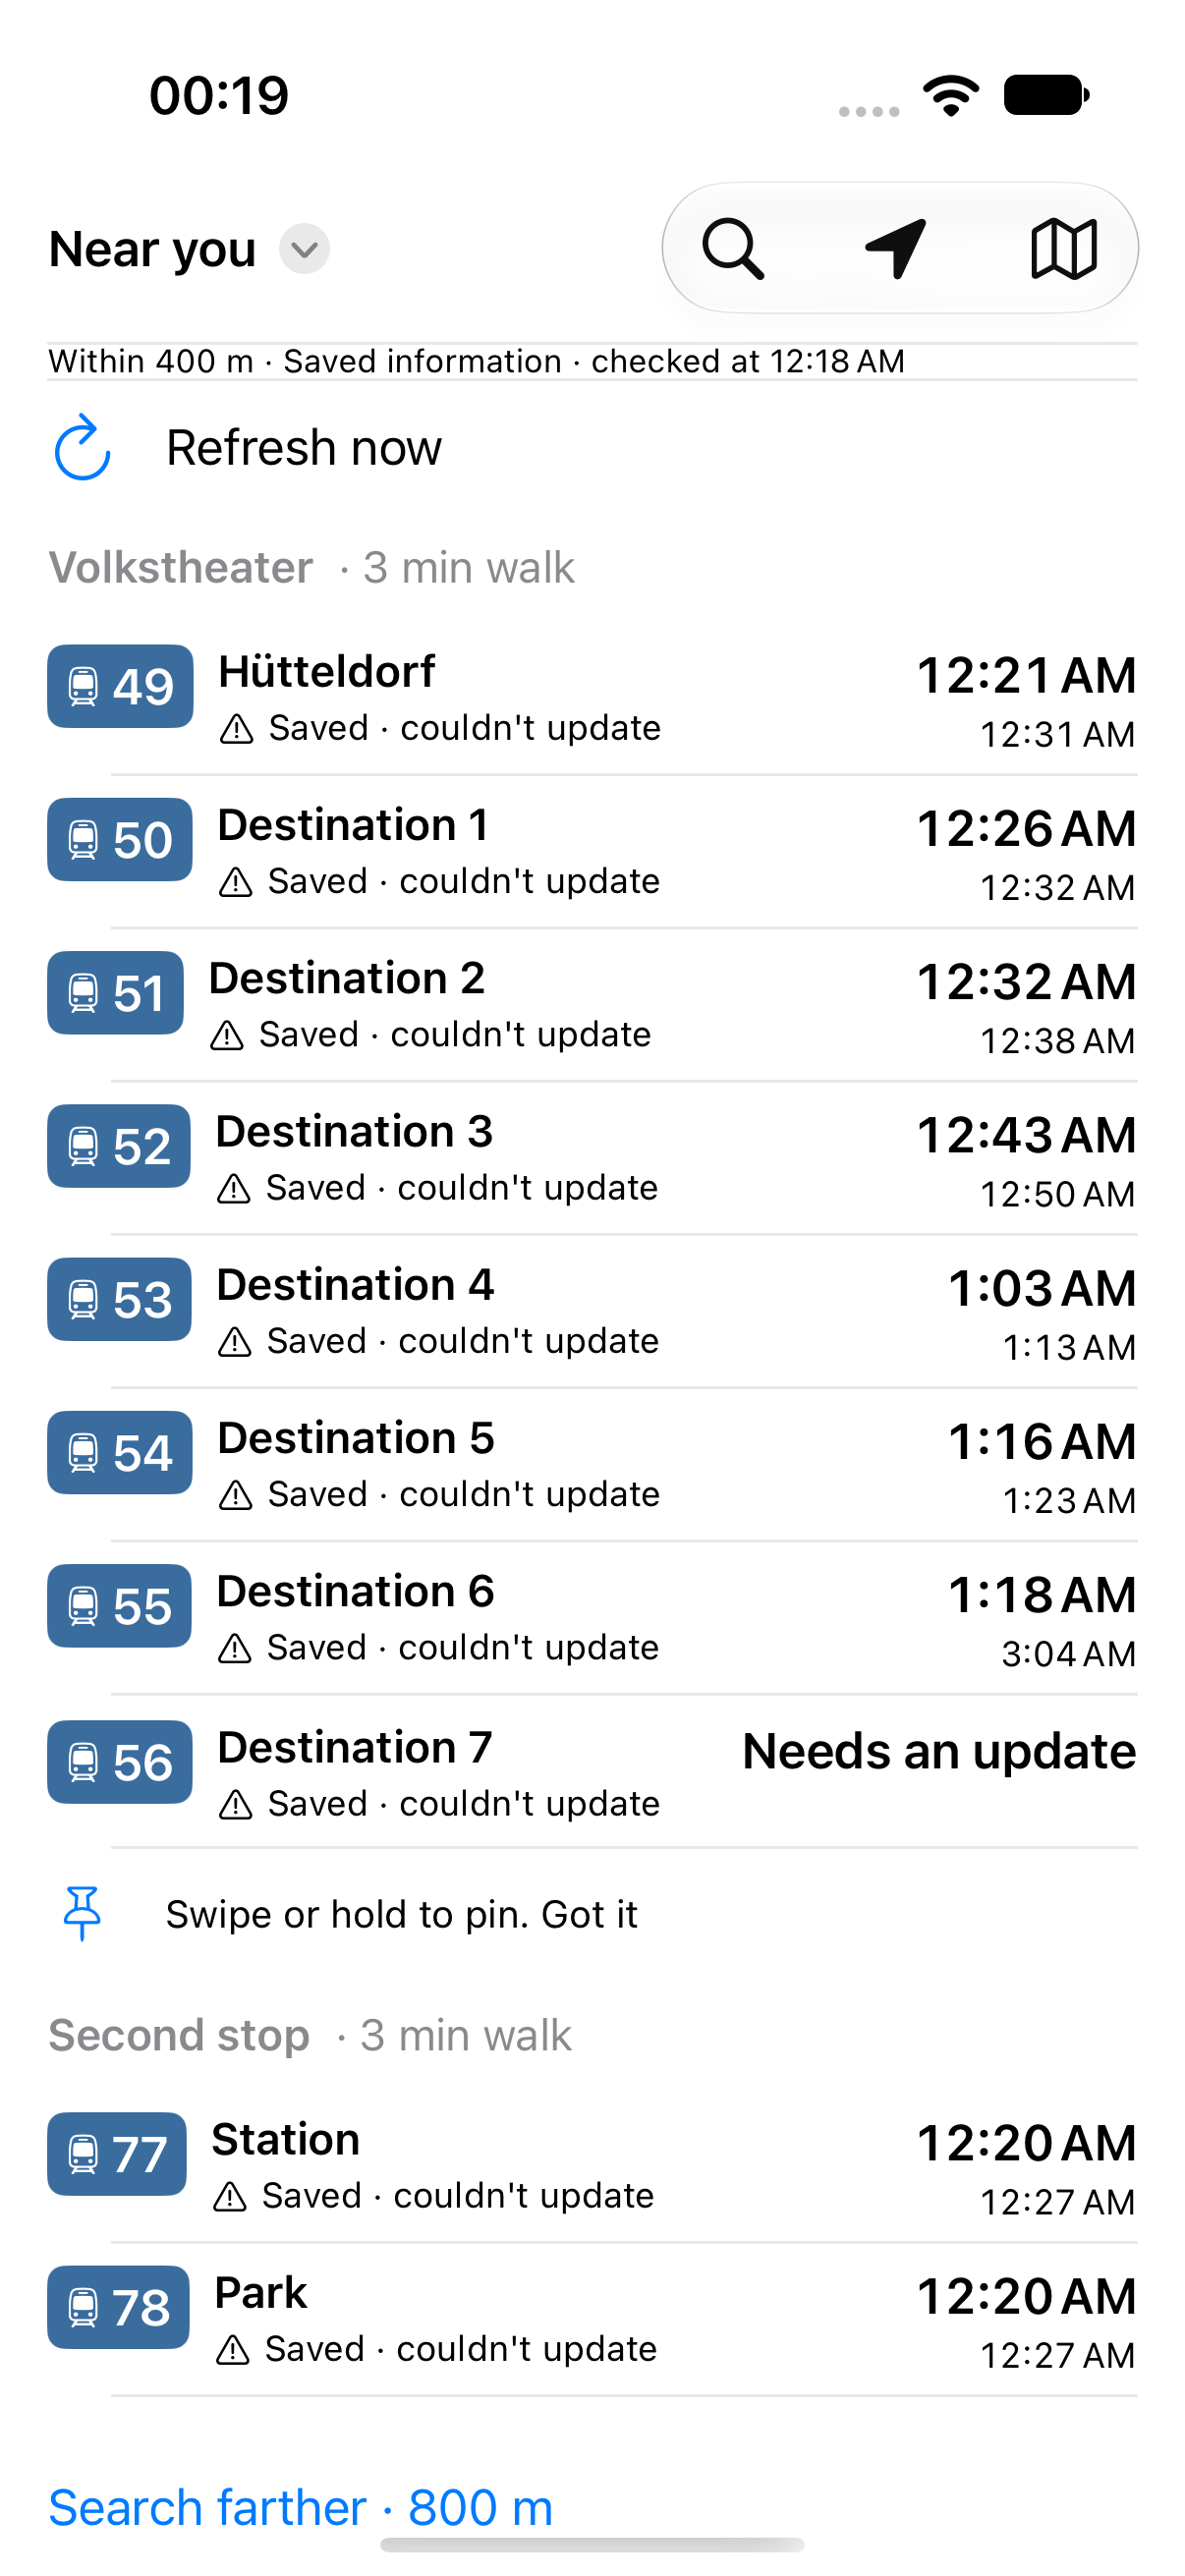 00:19
Near you
Within 400 m · Saved information · checked at 12:18 AM
Refresh now
Volkstheater · 3 min walk
49 Hütteldorf 12:21 AM
Saved · couldn't update 12:31 AM
50 Destination 1 12:26 AM
Saved · couldn't update 12:32 AM
51 Destination 2 12:32 AM
Saved · couldn't update 12:38 AM
52 Destination 3 12:43 AM
Saved · couldn't update 12:50 AM
53 Destination 4 1:03 AM
Saved · couldn't update 1:13 AM
54 Destination 5 1:16 AM
Saved · couldn't update 1:23 AM
55 Destination 6 1:18 AM
Saved · couldn't update 3:04 AM
56 Destination 7 Needs an update
Saved · couldn't update
Swipe or hold to pin. Got it
Second stop · 3 min walk
77 Station 12:20 AM
Saved · couldn't update 12:27 AM
78 Park 12:20 AM
Saved · couldn't update 12:27 AM
Search farther · 800 m